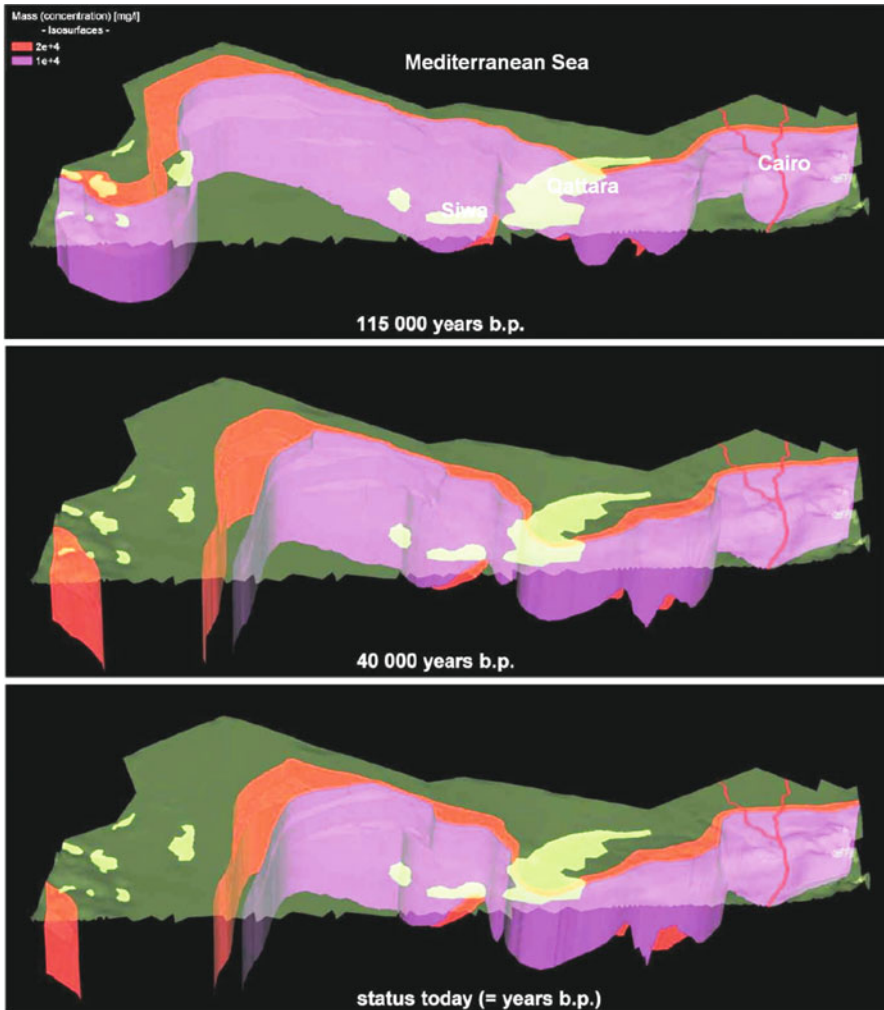 Mass (concentration) [mg/l]
- Isosurfaces -
2e+4
1e+4
Mediterranean Sea
Cairo
Qattara
Siwa
115 000 years b.p.
40 000 years b.p.
status today (= years b.p.)